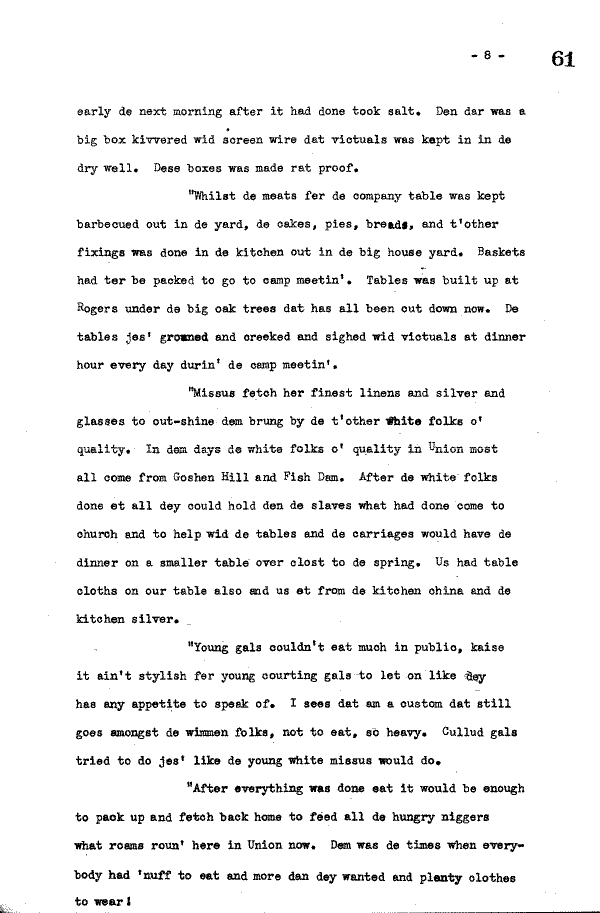 - 8 - 61
early de next morning after it had done took salt. Den dar was a
big box kivvered wid screen wire dat victuals was kept in in de
dry well. Dese boxes was made rat proof.
"Whilst de meats fer de company table was kept
barbecued out in de yard, de cakes, pies, breads, and t'other
fixings was done in de kitchen out in de big house yard. Baskets
had ter be packed to go to camp meetin'. Tables was built up at
Rogers under de big oak trees dat has all been cut down now. De
tables jes' groaned and creeked and sighed wid victuals at dinner
hour every day durin' de camp meetin'.
"Missus fetch her finest linens and silver and
glasses to out-shine dem brung by de t'other white folks o'
quality. In dem days de white folks o' quality in Union most
all come from Goshen Hill and Fish Dam. After de white folks
done et all dey could hold den de slaves what had done come to
church and to help wid de tables and de carriages would have de
dinner on a smaller table over clost to de spring. Us had table
cloths on our table also and us et from de kitchen china and de
kitchen silver.
"Young gals couldn't eat much in public, kaise
it ain't stylish fer young courting gals to let on like dey
has any appetite to speak of. I sees dat am a custom dat still
goes amongst de wimmen folks, not to eat, so heavy. Cullud gals
tried to do jes' like de young white missus would do.
"After everything was done eat it would be enough
to pack up and fetch back home to feed all de hungry niggers
what roams roun' here in Union now. Dem was de times when every-
body had 'nuff to eat and more dan dey wanted and plenty clothes
to wear!